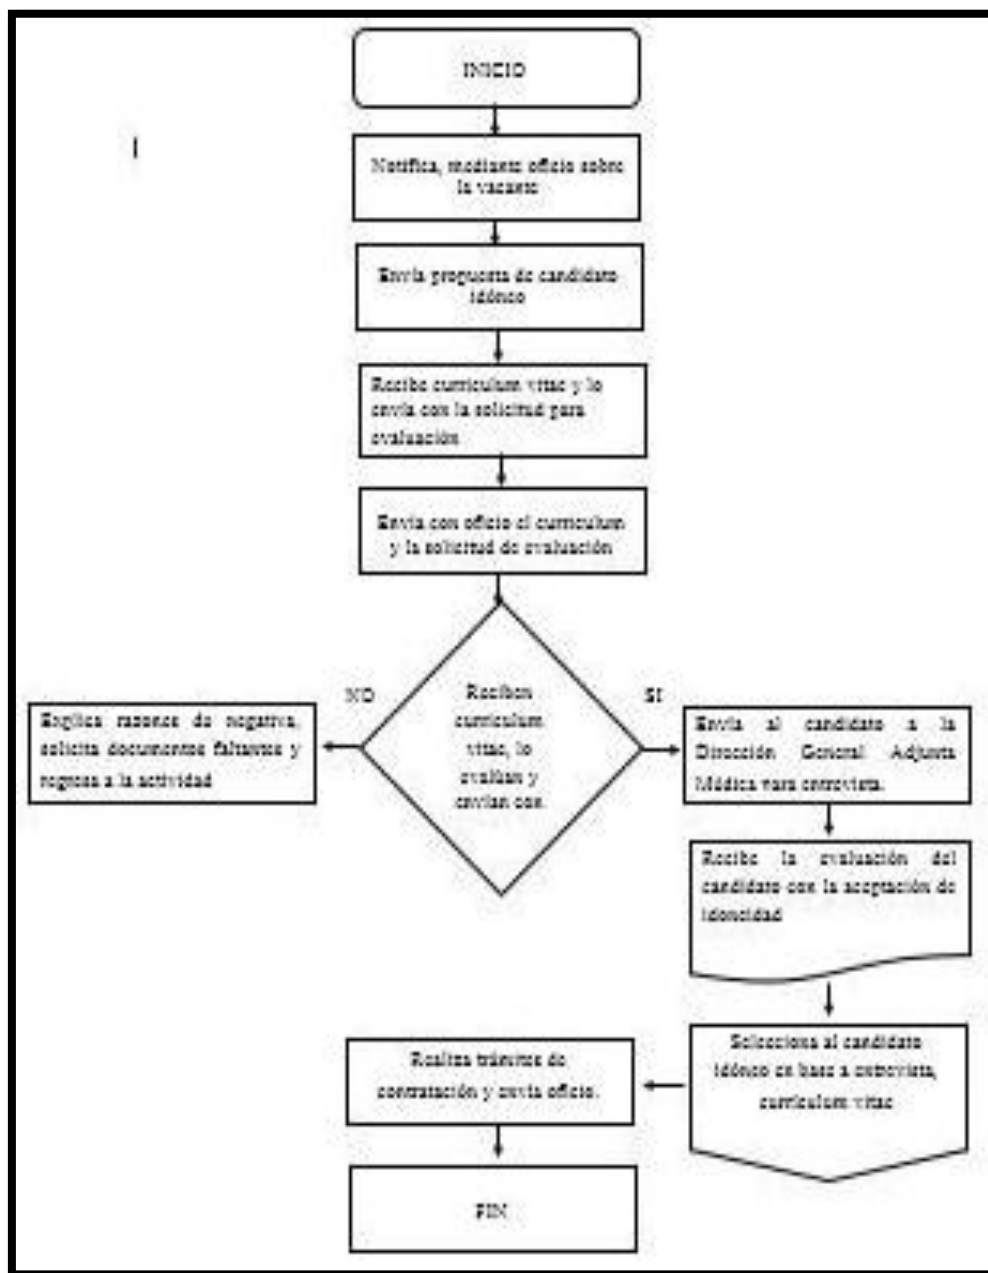 INICIO
Notifica, mediante oficio sobre
la vacante
Envía propuesta de candidato
idóneo
Recibe curriculum vitae y lo
envía con la solicitud para
evaluación
Envía con oficio el curriculum
y la solicitud de evaluación
NO
Reciben
curriculum
vitae, lo
evalúan y
envían con
SI
Explica razones de negativa,
solicita documentos faltantes y
regresa a la actividad
Envía al candidato a la
Dirección General Adjunta
Médica para entrevista.
Recibe la evaluación del
candidato con la aceptación de
idoneidad
Selecciona al candidato
idóneo en base a entrevista,
curriculum vitae
Realiza trámites de
contratación y envía oficio.
FIN